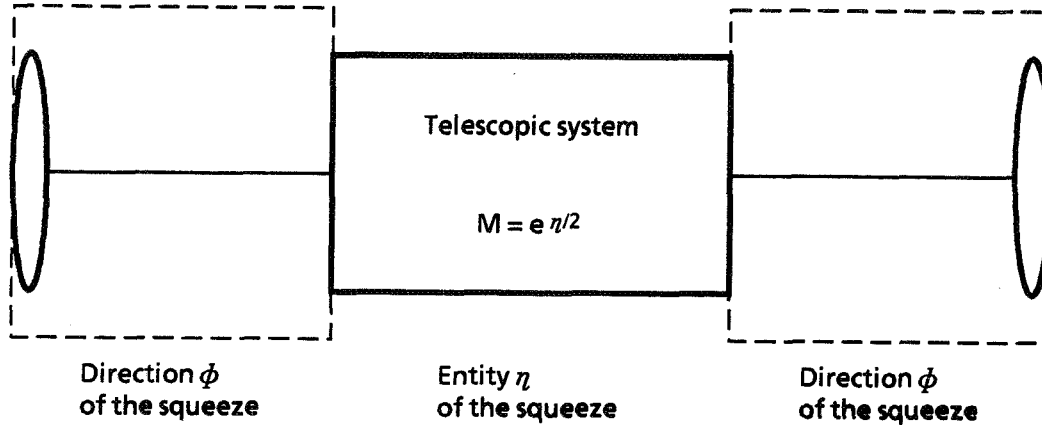 Telescopic system
M = e η/2
Direction ϕ
of the squeeze
Entity η
of the squeeze
Direction ϕ
of the squeeze